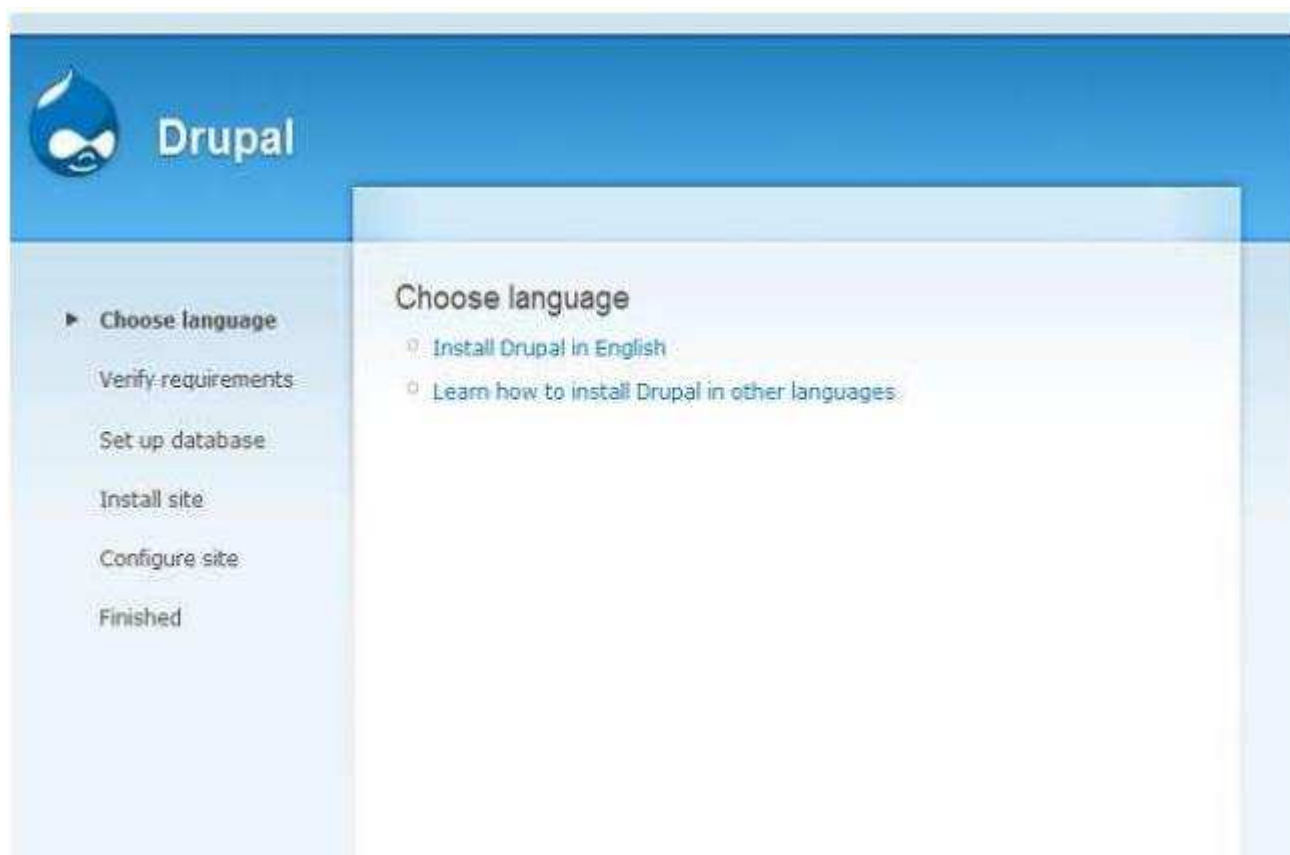 Drupal
Choose language
Verify requirements
Set up database
Install site
Configure site
Finished
Choose language
Install Drupal in English
Learn how to install Drupal in other languages